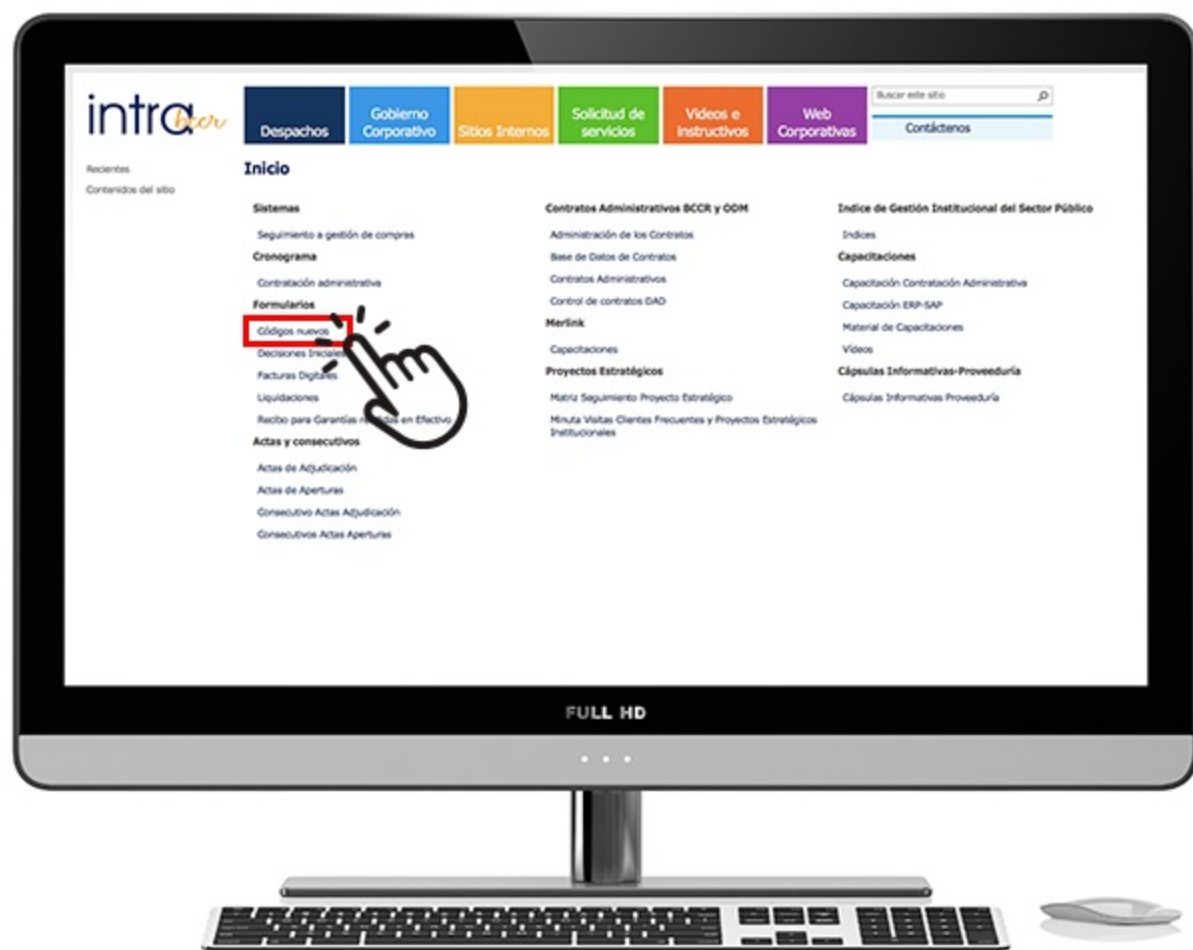 intrabccr
Despachos
Gobierno
Corporativo
Sitios Internos
Solicitud de
servicios
Videos e
instructivos
Web
Corporativas
Buscar este sitio
Contáctenos
Recientes
Contenidos del sitio
Inicio
Sistemas
Seguimiento a gestión de compras
Cronograma
Contratación administrativa
Formularios
Códigos nuevos
Decisiones Iniciales
Facturas Digitales
Liquidaciones
Recibo para Garantías en Efectivo
Actas y consecutivos
Actas de Adjudicación
Actas de Aperturas
Consecutivo Actas Adjudicación
Consecutivos Actas Aperturas
Contratos Administrativos BCCR y ODM
Administración de los Contratos
Base de Datos de Contratos
Contratos Administrativos
Control de contratos DAD
Merlink
Capacitaciones
Proyectos Estratégicos
Matriz Seguimiento Proyecto Estratégico
Minuta Visitas Clientes Frecuentes y Proyectos Estratégicos
Institucionales
Indice de Gestión Institucional del Sector Público
Indices
Capacitaciones
Capacitación Contratación Administrativa
Capacitación ERP-SAP
Material de Capacitaciones
Vídeos
Cápsulas Informativas-Proveeduría
Cápsulas Informativas Proveeduría
FULL HD